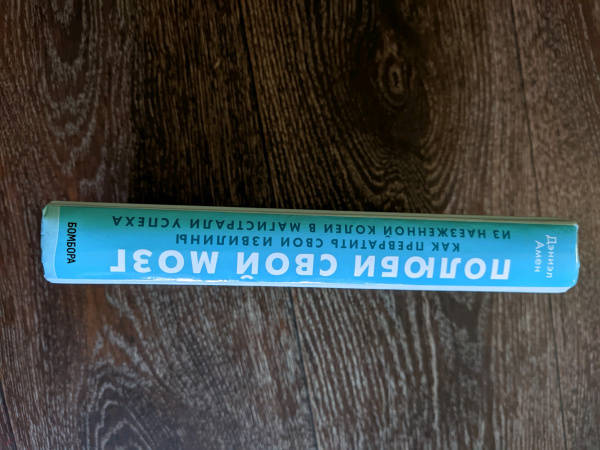 Дэниэл
Амен
ПОЛЮБИ СВОЙ МОЗГ
КАК ПРЕВРАТИТЬ СВОИ ИЗВИЛИНЫ
ИЗ НАЕЗЖЕННОЙ КОЛЕИ В МАГИСТРАЛИ УСПЕХА
БОМБОРА